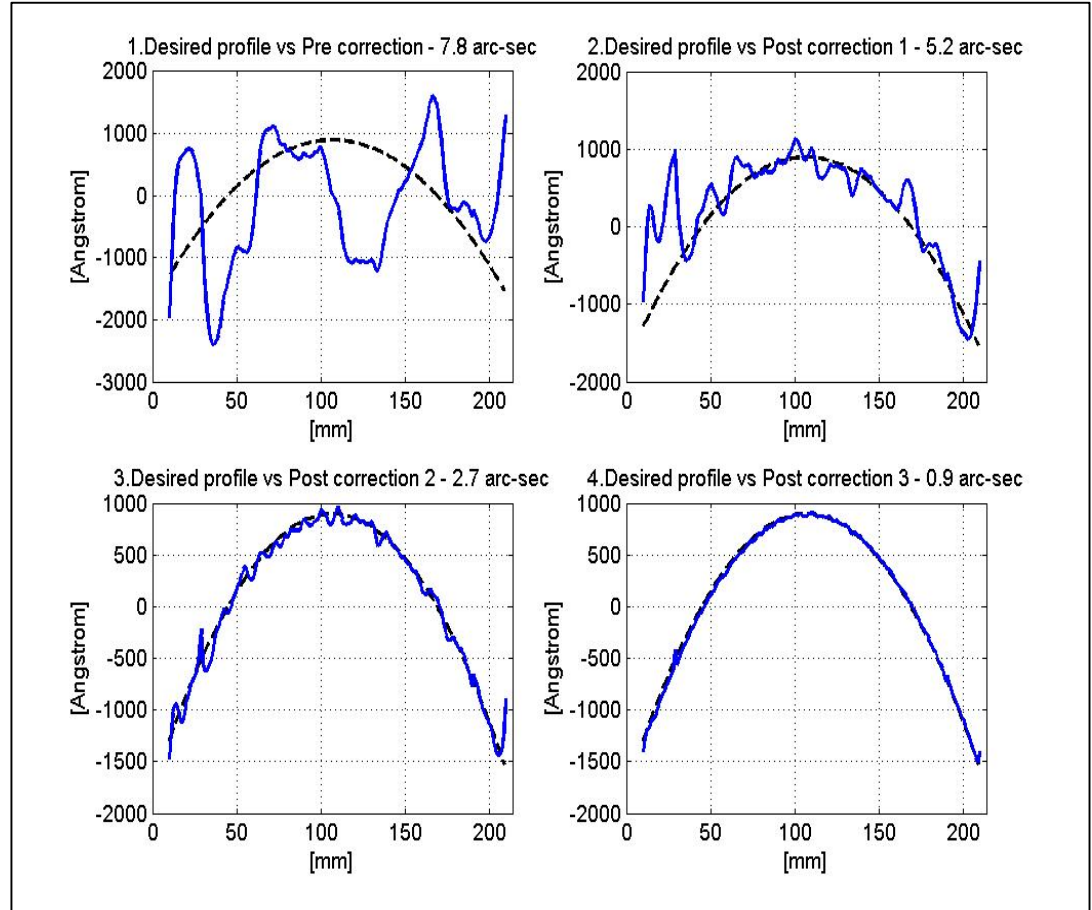 1.Desired profile vs Pre correction - 7.8 arc-sec
2000
1000
0
-1000
-2000
-3000
[Angstrom]
0 50 100 150 200
[mm]
2.Desired profile vs Post correction 1 - 5.2 arc-sec
2000
1000
0
-1000
-2000
[Angstrom]
0 50 100 150 200
[mm]
3.Desired profile vs Post correction 2 - 2.7 arc-sec
1000
500
0
-500
-1000
-1500
-2000
[Angstrom]
0 50 100 150 200
[mm]
4.Desired profile vs Post correction 3 - 0.9 arc-sec
1000
500
0
-500
-1000
-1500
-2000
[Angstrom]
0 50 100 150 200
[mm]